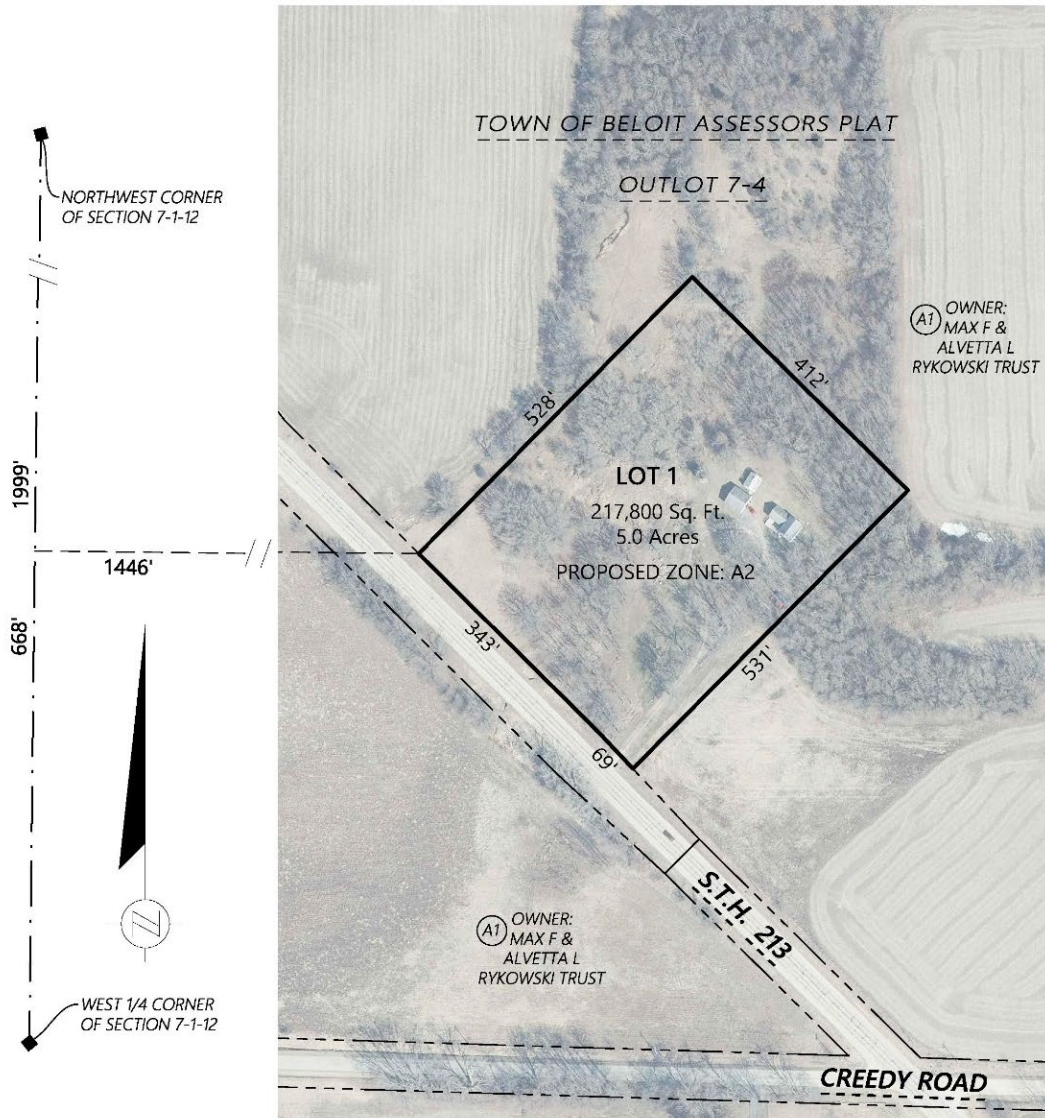 TOWN OF BELOIT ASSESSORS PLAT
OUTLOT 7-4
NORTHWEST CORNER
OF SECTION 7-1-12
A1
OWNER:
MAX F &
ALVETTA L
RYKOWSKI TRUST
412'
528'
LOT 1
217,800 Sq. Ft.
5.0 Acres
PROPOSED ZONE: A2
1999'
1446'
668'
343'
531'
69'
S.T.H. 213
N
A1
OWNER:
MAX F &
ALVETTA L
RYKOWSKI TRUST
WEST 1/4 CORNER
OF SECTION 7-1-12
CREEDY ROAD